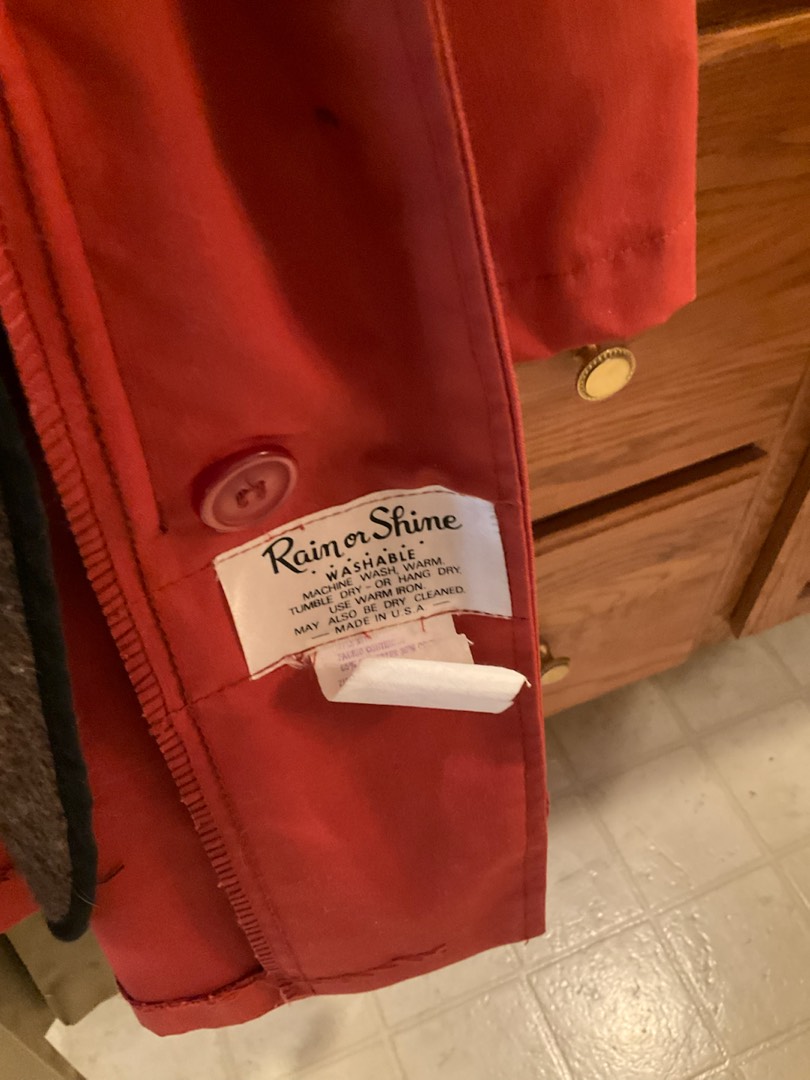 Rain or Shine
• WASHABLE •
MACHINE WASH, WARM.
TUMBLE DRY - OR HANG DRY.
USE WARM IRON.
MAY ALSO BE DRY CLEANED.
— MADE IN U.S.A —